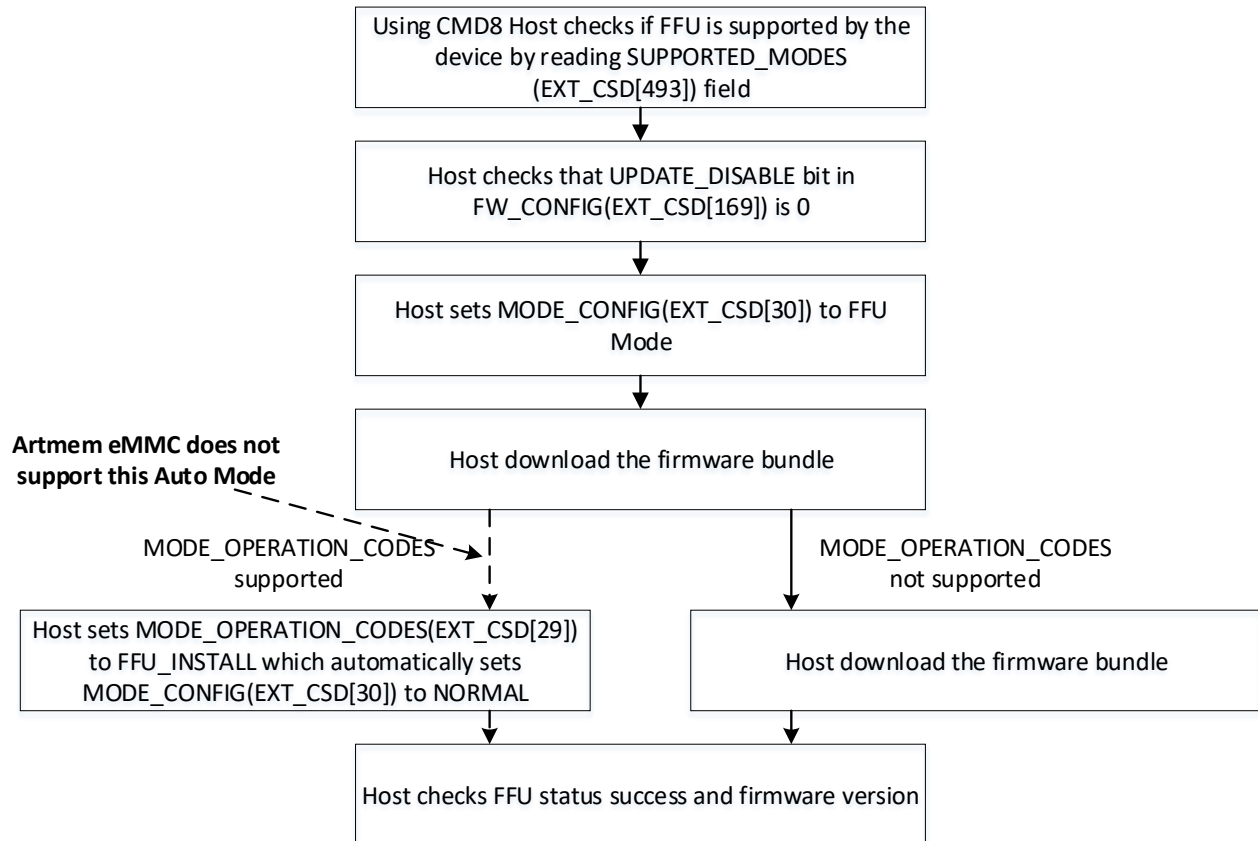 Using CMD8 Host checks if FFU is supported by the
device by reading SUPPORTED_MODES
(EXT_CSD[493]) field
Host checks that UPDATE_DISABLE bit in
FW_CONFIG(EXT_CSD[169]) is 0
Host sets MODE_CONFIG(EXT_CSD[30]) to FFU
Mode
Artmem eMMC does not
support this Auto Mode
Host download the firmware bundle
MODE_OPERATION_CODES
supported
MODE_OPERATION_CODES
not supported
Host sets MODE_OPERATION_CODES(EXT_CSD[29])
to FFU_INSTALL which automatically sets
MODE_CONFIG(EXT_CSD[30]) to NORMAL
Host download the firmware bundle
Host checks FFU status success and firmware version